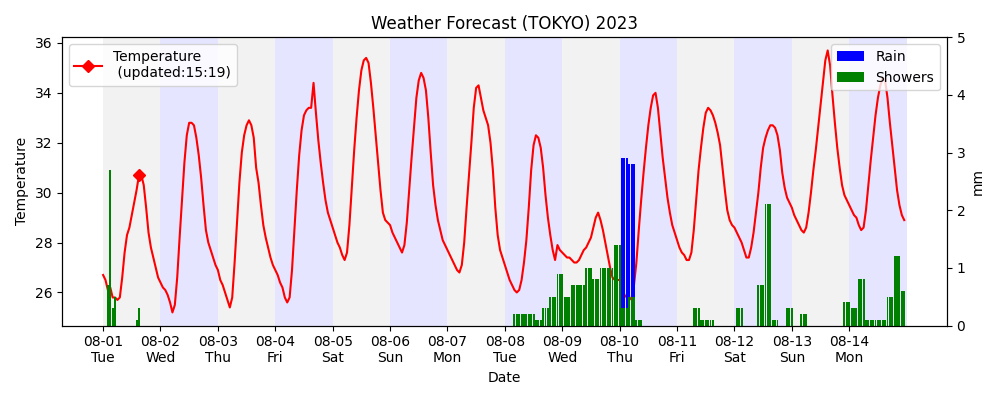 Weather Forecast (TOKYO) 2023
Temperature
(updated:15:19)
Rain
Showers
36
34
32
30
28
26
Temperature
5
4
3
2
1
0
mm
08-01 08-02 08-03 08-04 08-05 08-06 08-07 08-08 08-09 08-10 08-11 08-12 08-13 08-14
Tue Wed Thu Fri Sat Sun Mon Tue Wed Thu Fri Sat Sun Mon
Date